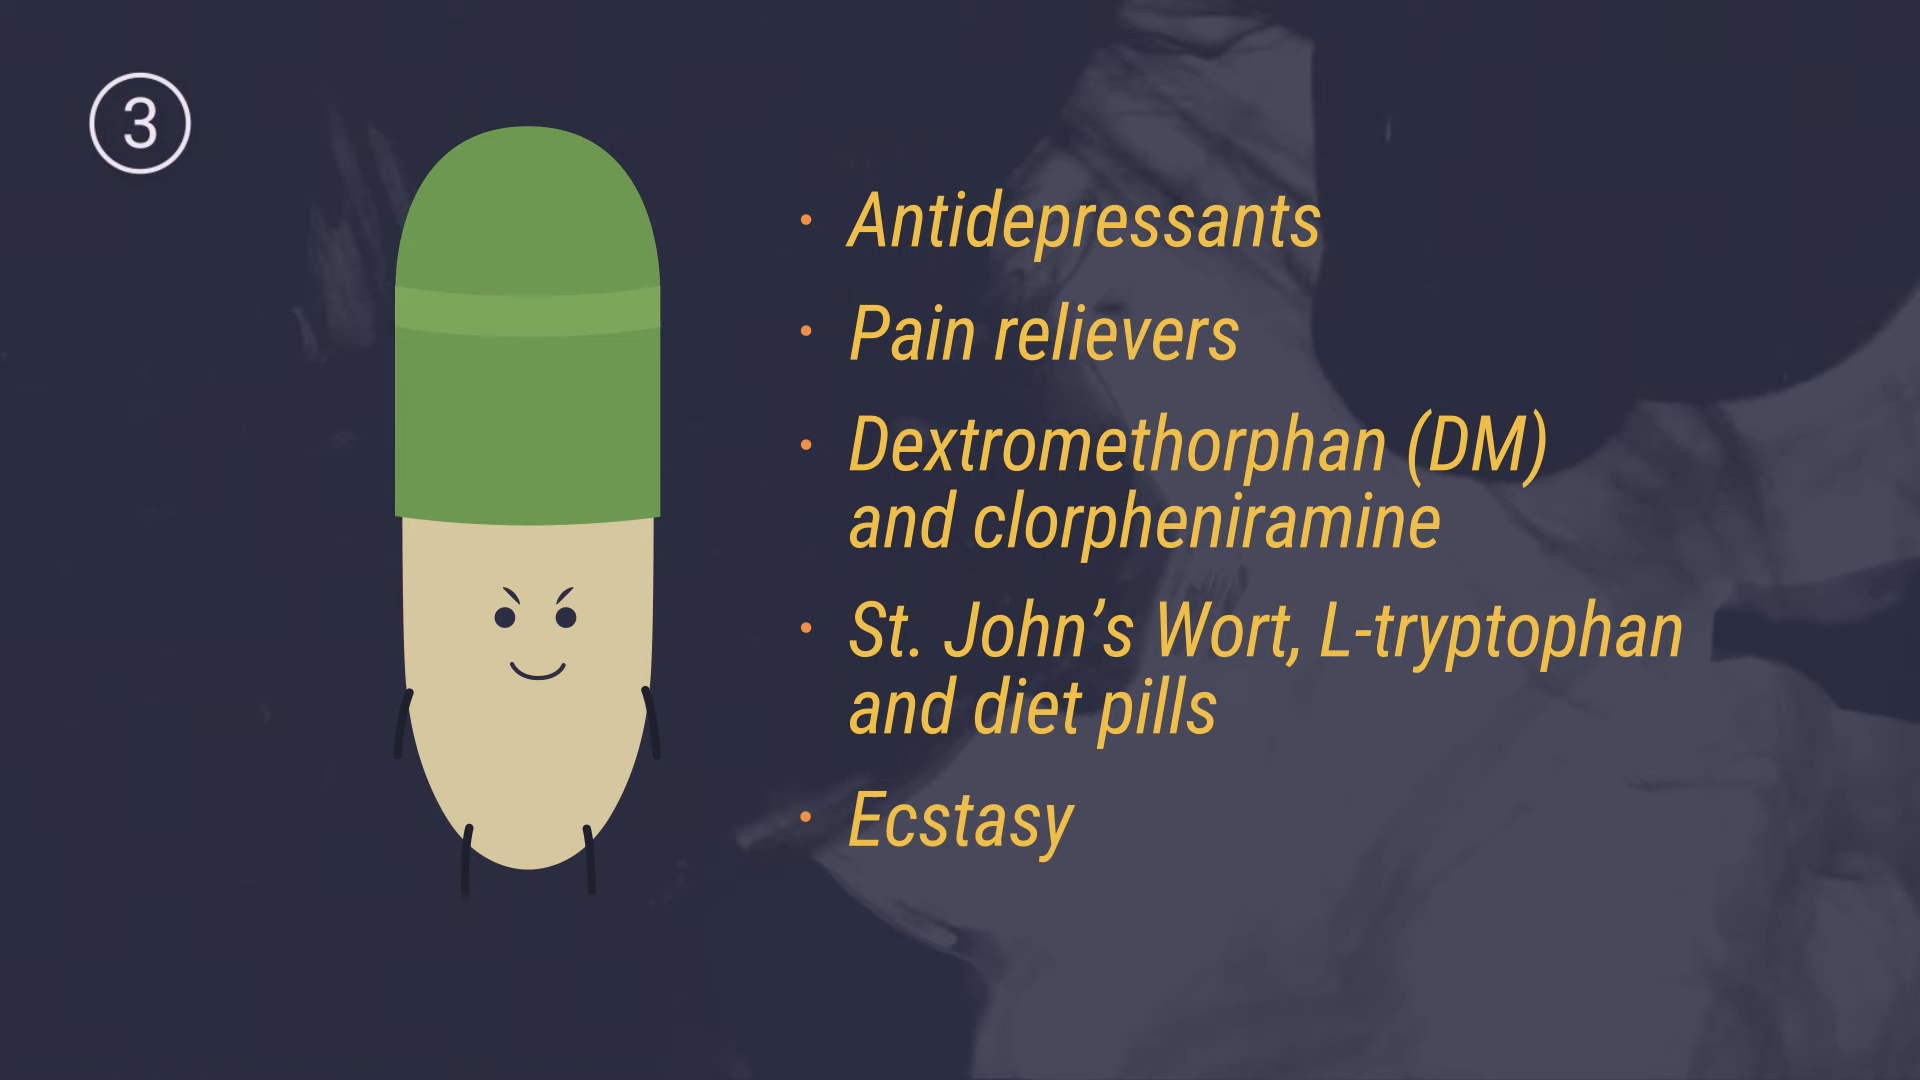 3
• Antidepressants
• Pain relievers
• Dextromethorphan (DM)
and clorpheniramine
• St. John’s Wort, L-tryptophan
and diet pills
• Ecstasy